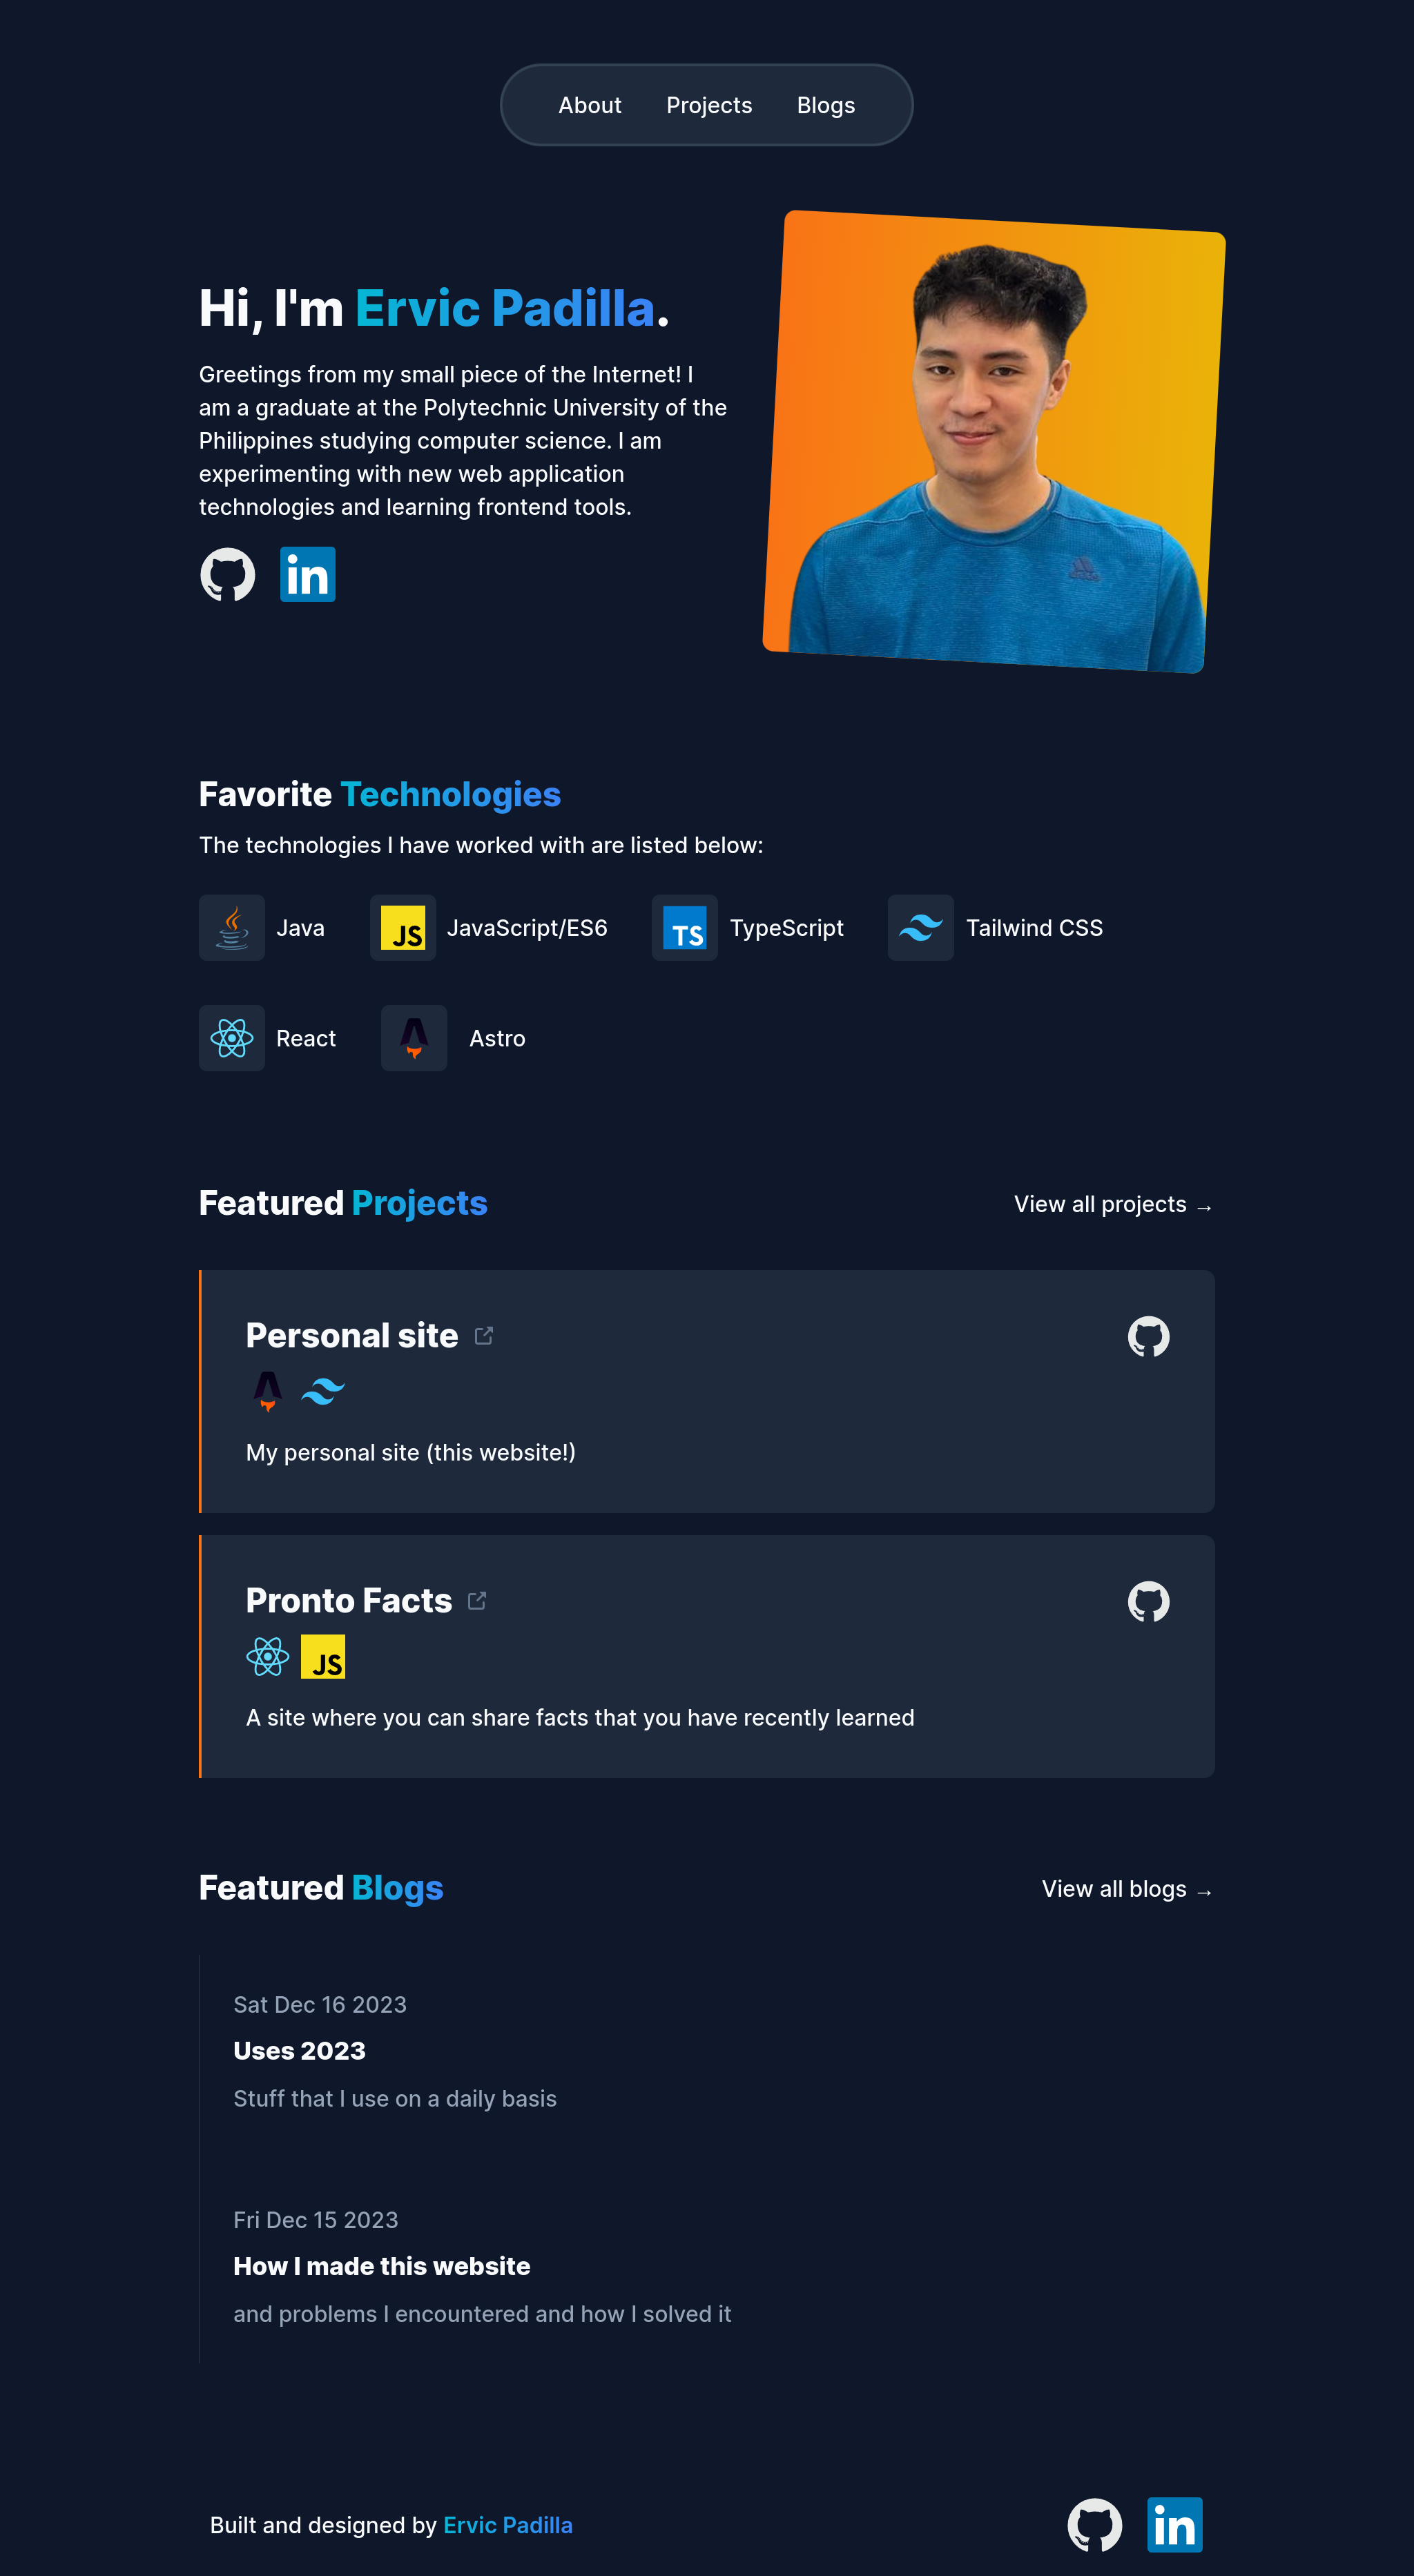 About Projects Blogs
Hi, I'm Ervic Padilla.
Greetings from my small piece of the Internet! I
am a graduate at the Polytechnic University of the
Philippines studying computer science. I am
experimenting with new web application
technologies and learning frontend tools.
in
Favorite Technologies
The technologies I have worked with are listed below:
Java JS JavaScript/ES6 TS TypeScript Tailwind CSS
React Astro
Featured Projects View all projects →
Personal site
My personal site (this website!)
Pronto Facts
JS
A site where you can share facts that you have recently learned
Featured Blogs View all blogs →
Sat Dec 16 2023
Uses 2023
Stuff that I use on a daily basis
Fri Dec 15 2023
How I made this website
and problems I encountered and how I solved it
Built and designed by Ervic Padilla in